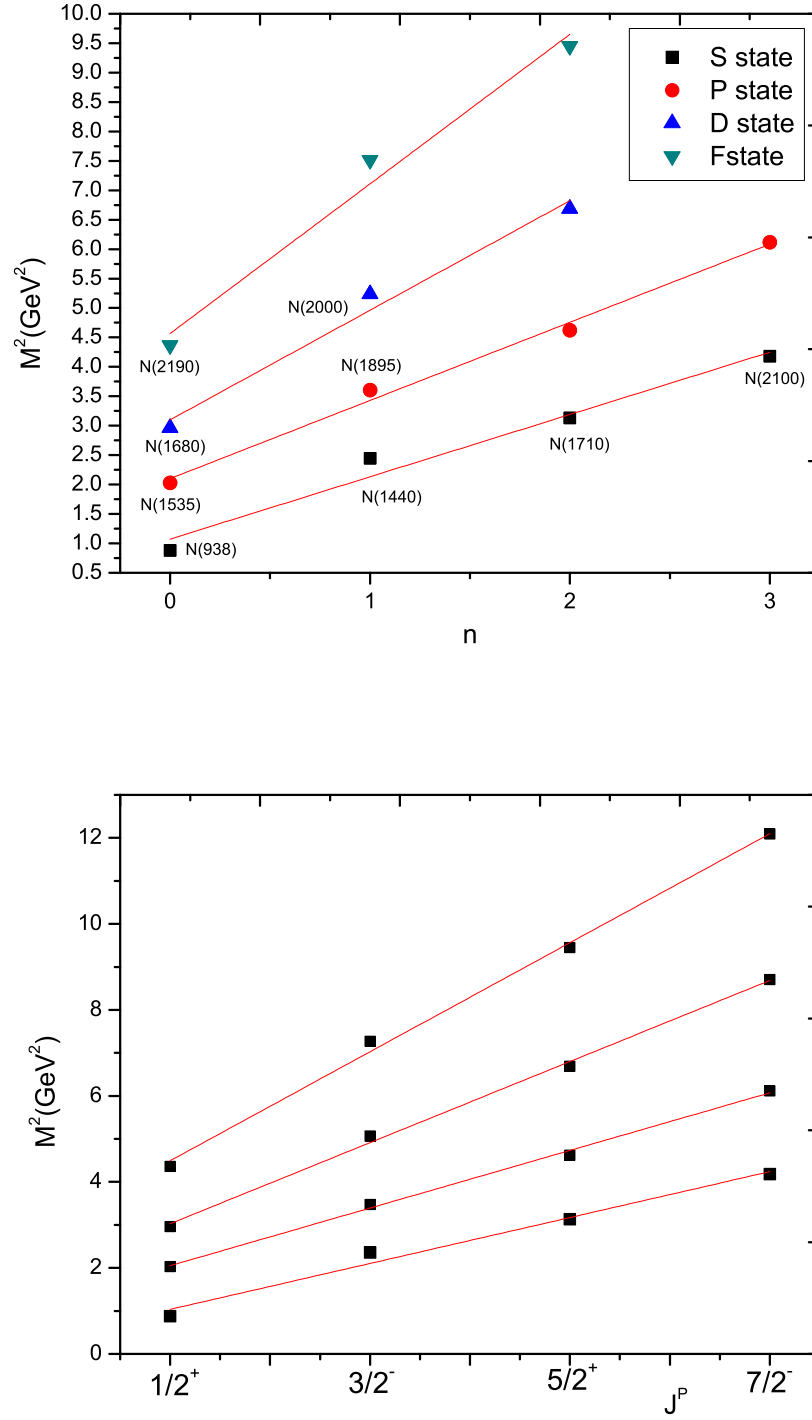 10.0
9.5
9.0
8.5
8.0
7.5
7.0
6.5
6.0
5.5
5.0
4.5
4.0
3.5
3.0
2.5
2.0
1.5
1.0
0.5
M²(GeV²)
S state
P state
D state
Fstate
N(2000)
N(2190)
N(1895)
N(2100)
N(1680)
N(1710)
N(1535)
N(1440)
N(938)
0 1 2 3
n
12
10
8
6
4
2
0
M²(GeV²)
1/2⁺ 3/2⁻ 5/2⁺ 7/2⁻
Jᴾ